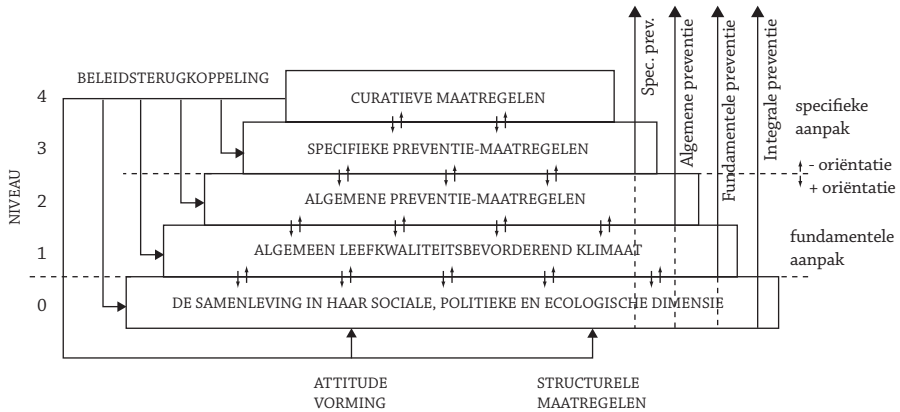 BELEIDSTERUGKOPPELING
NIVEAU
4
CURATIEVE MAATREGELEN
3
SPECIFIEKE PREVENTIE-MAATREGELEN
2
ALGEMENE PREVENTIE-MAATREGELEN
1
ALGEMEEN LEEFKWALITEITSBEVORDEREND KLIMAAT
0
DE SAMENLEVING IN HAAR SOCIALE, POLITIEKE EN ECOLOGISCHE DIMENSIE
Spec. prev.
Algemene preventie
Fundamentele preventie
Integrale preventie
specifieke
aanpak
- oriëntatie
+ oriëntatie
fundamentele
aanpak
ATTITUDE
VORMING
STRUCTURELE
MAATREGELEN